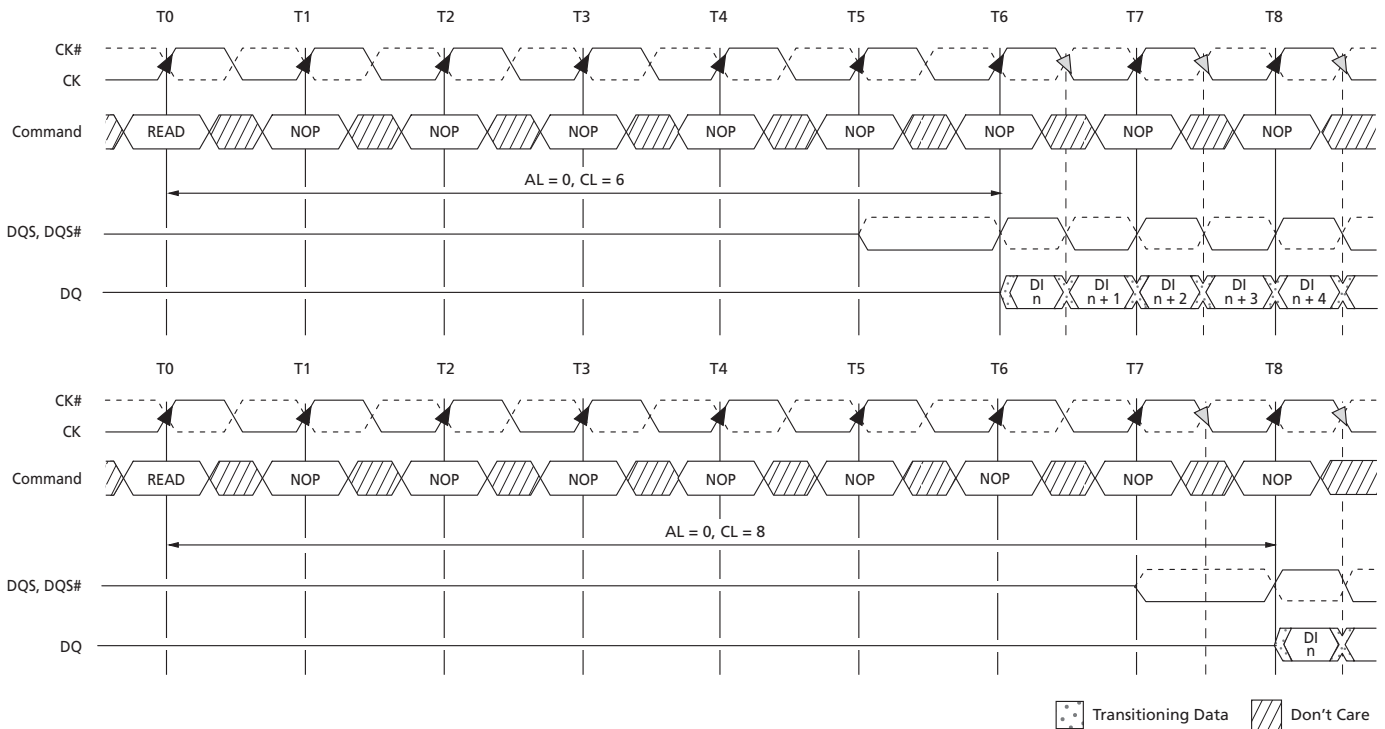 T0 T1 T2 T3 T4 T5 T6 T7 T8
CK#
CK
Command READ NOP NOP NOP NOP NOP NOP NOP NOP
AL = 0, CL = 6
DQS, DQS#
DQ DI n DI n + 1 DI n + 2 DI n + 3 DI n + 4
T0 T1 T2 T3 T4 T5 T6 T7 T8
CK#
CK
Command READ NOP NOP NOP NOP NOP NOP NOP NOP
AL = 0, CL = 8
DQS, DQS#
DQ DI n
Transitioning Data Don't Care